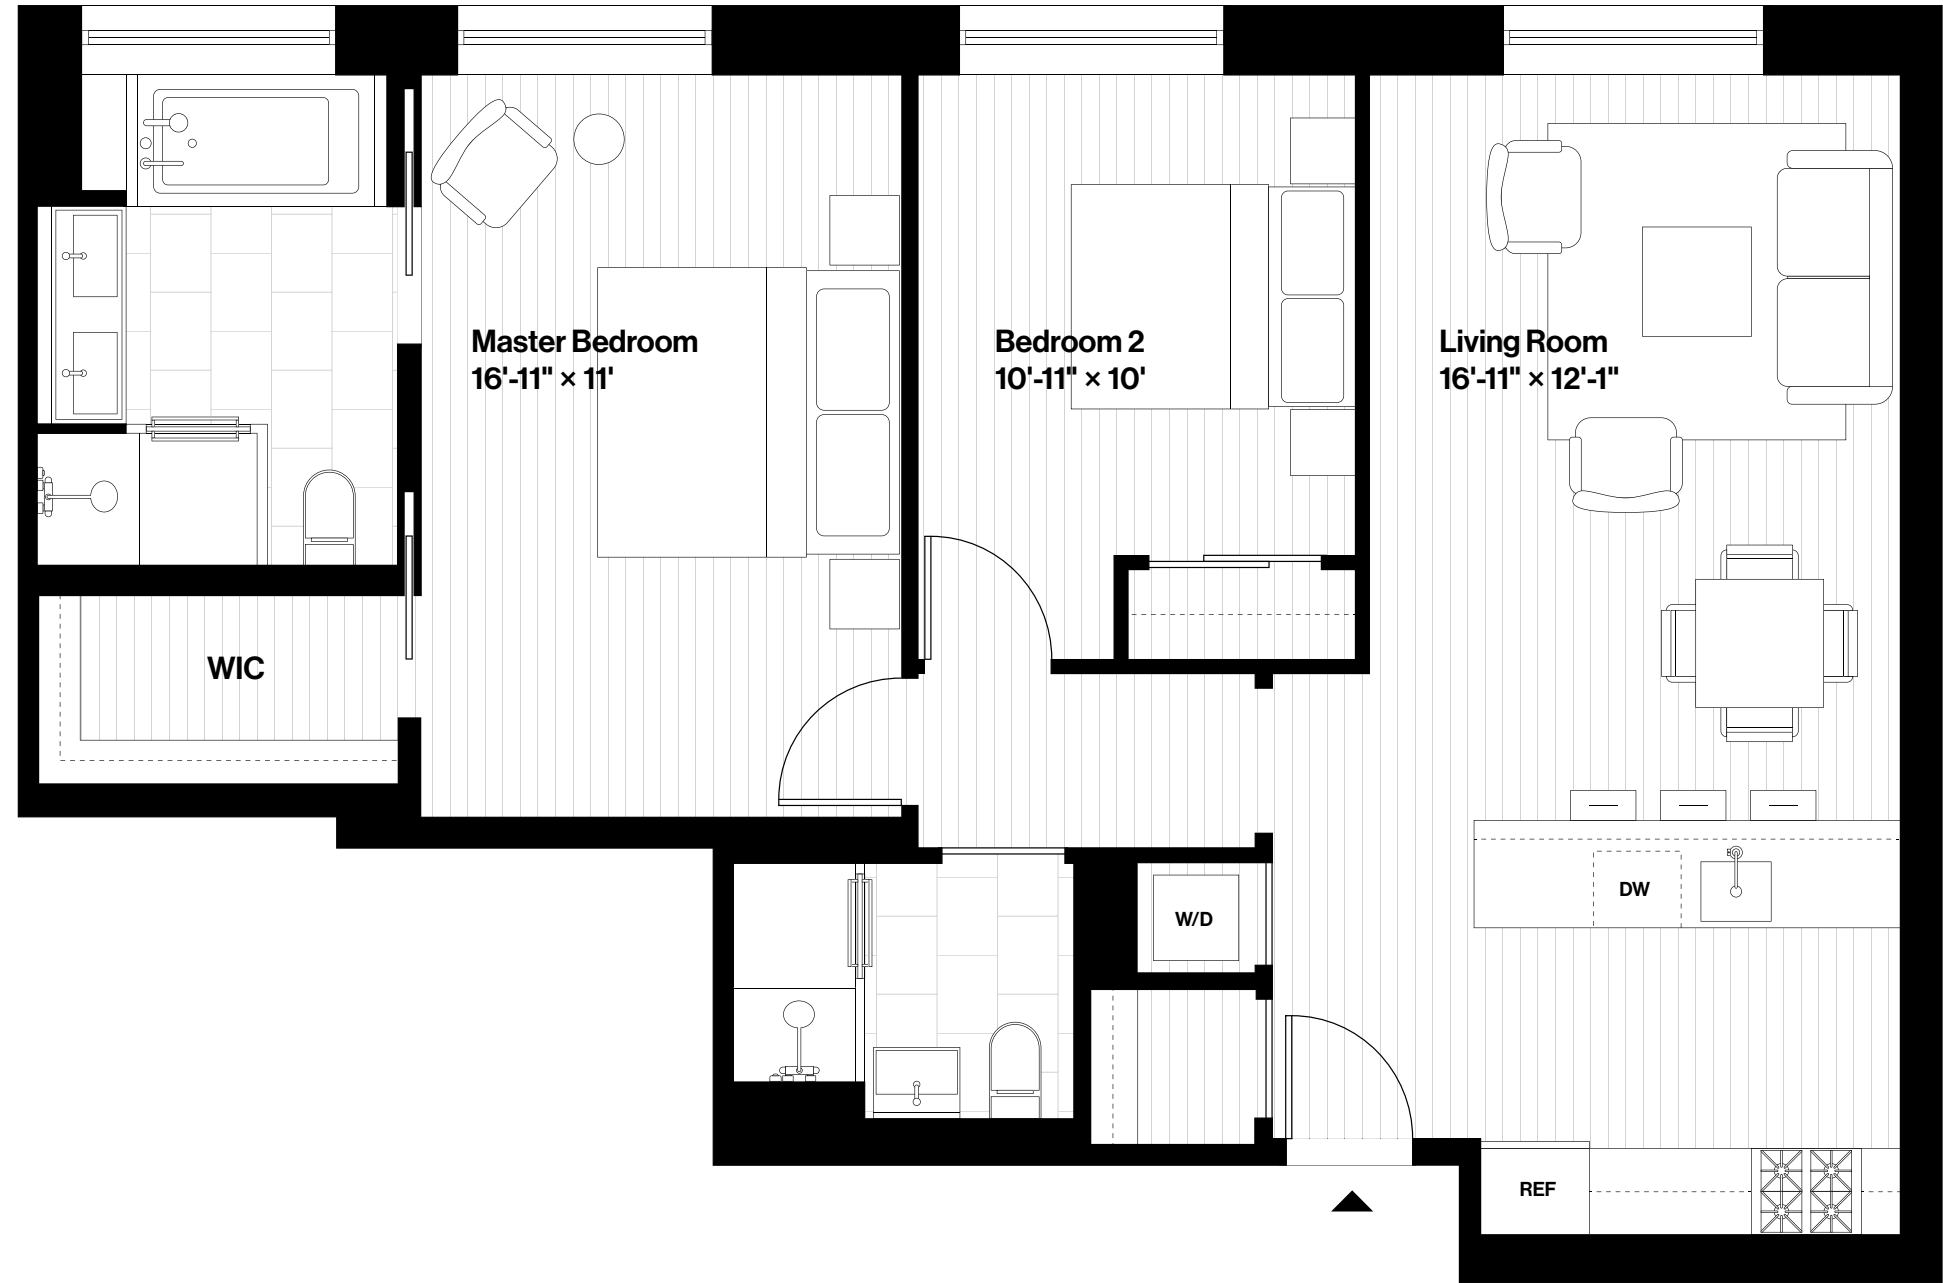 Master Bedroom
16'-11" × 11'
Bedroom 2
10'-11" × 10'
Living Room
16'-11" × 12'-1"
WIC
DW
W/D
REF